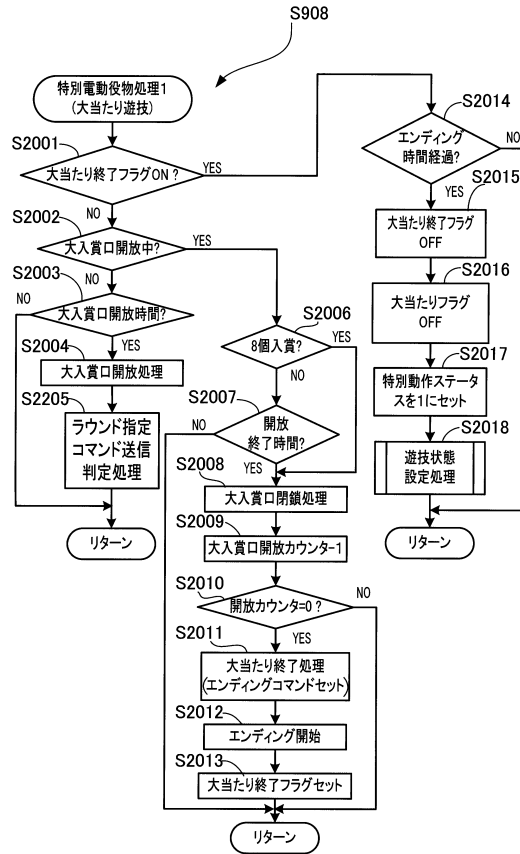 S908
特別電動役物処理1
(大当たり遊技)
S2001
大当たり終了フラグON？
YES
NO
S2002
大入賞口開放中?
YES
NO
S2003
大入賞口開放時間?
NO
YES
S2004
大入賞口開放処理
S2205
ラウンド指定
コマンド送信
判定処理
リターン
S2006
8個入賞?
YES
NO
S2007
開放
終了時間?
NO
YES
S2008
大入賞口閉鎖処理
S2009
大入賞口開放カウンタ-1
S2010
開放カウンタ=0？
NO
YES
S2011
大当たり終了処理
(エンディングコマンドセット)
S2012
エンディング開始
S2013
大当たり終了フラグセット
リターン
S2014
エンディング
時間経過?
NO
YES
S2015
大当たり終了フラグ
OFF
S2016
大当たりフラグ
OFF
S2017
特別動作ステータ
スを1にセット
S2018
遊技状態
設定処理
リターン